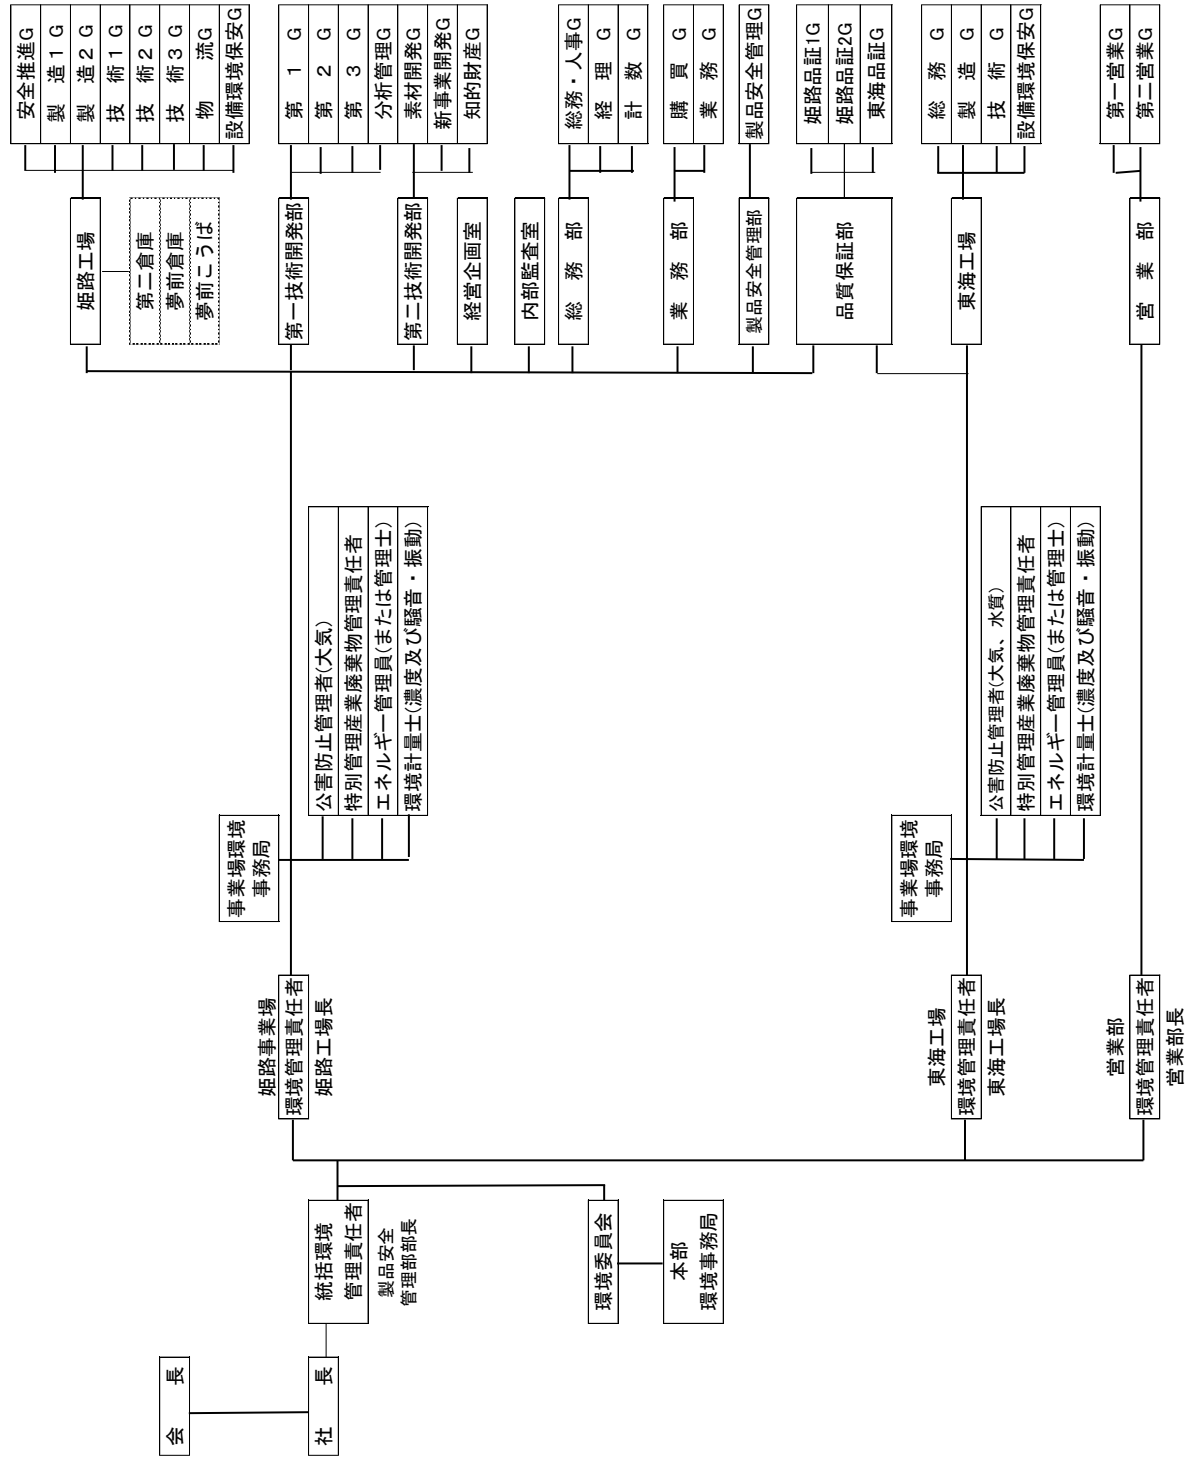 会長
社長
統括環境
管理責任者
製品安全
管理部部長
環境委員会
本部
環境事務局
姫路事業場
環境管理責任者
姫路工場長
事業場環境
事務局
公害防止管理者(大気)
特別管理産業廃棄物管理責任者
エネルギー管理員(または管理士)
環境計量士(濃度及び騒音・振動)
姫路工場
第二倉庫
夢前倉庫
夢前こうば
安全推進G
製造1G
製造2G
技術1G
技術2G
技術3G
物流G
設備環境保安G
第一技術開発部
第1G
第2G
第3G
分析管理G
第二技術開発部
素材開発G
新事業開発G
知的財産G
経営企画室
内部監査室
総務部
総務・人事G
経理G
計数G
業務部
購買G
業務G
製品安全管理部
製品安全管理G
品質保証部
姫路品証1G
姫路品証2G
東海品証G
東海工場
環境管理責任者
東海工場長
事業場環境
事務局
公害防止管理者(大気、水質)
特別管理産業廃棄物管理責任者
エネルギー管理員(または管理士)
環境計量士(濃度及び騒音・振動)
東海工場
総務G
製造G
技術G
設備環境保安G
営業部
環境管理責任者
営業部長
営業部
第一営業G
第二営業G